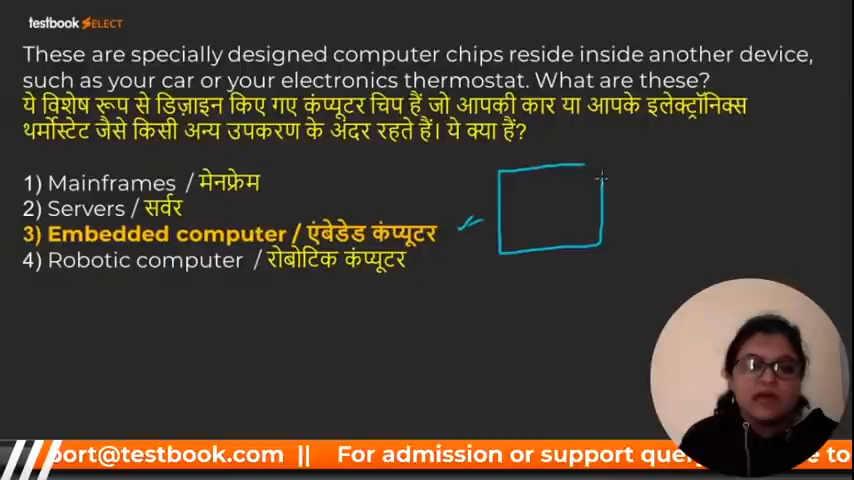 testbook SELECT
These are specially designed computer chips reside inside another device,
such as your car or your electronics thermostat. What are these?
ये विशेष रूप से डिज़ाइन किए गए कंप्यूटर चिप हैं जो आपकी कार या आपके इलेक्ट्रॉनिक्स
थर्मोस्टेट जैसे किसी अन्य उपकरण के अंदर रहते हैं। ये क्या हैं?
1) Mainframes / मेनफ्रेम
2) Servers / सर्वर
3) Embedded computer / एंबेडेड कंप्यूटर
4) Robotic computer / रोबोटिक कंप्यूटर
port@testbook.com || For admission or support to